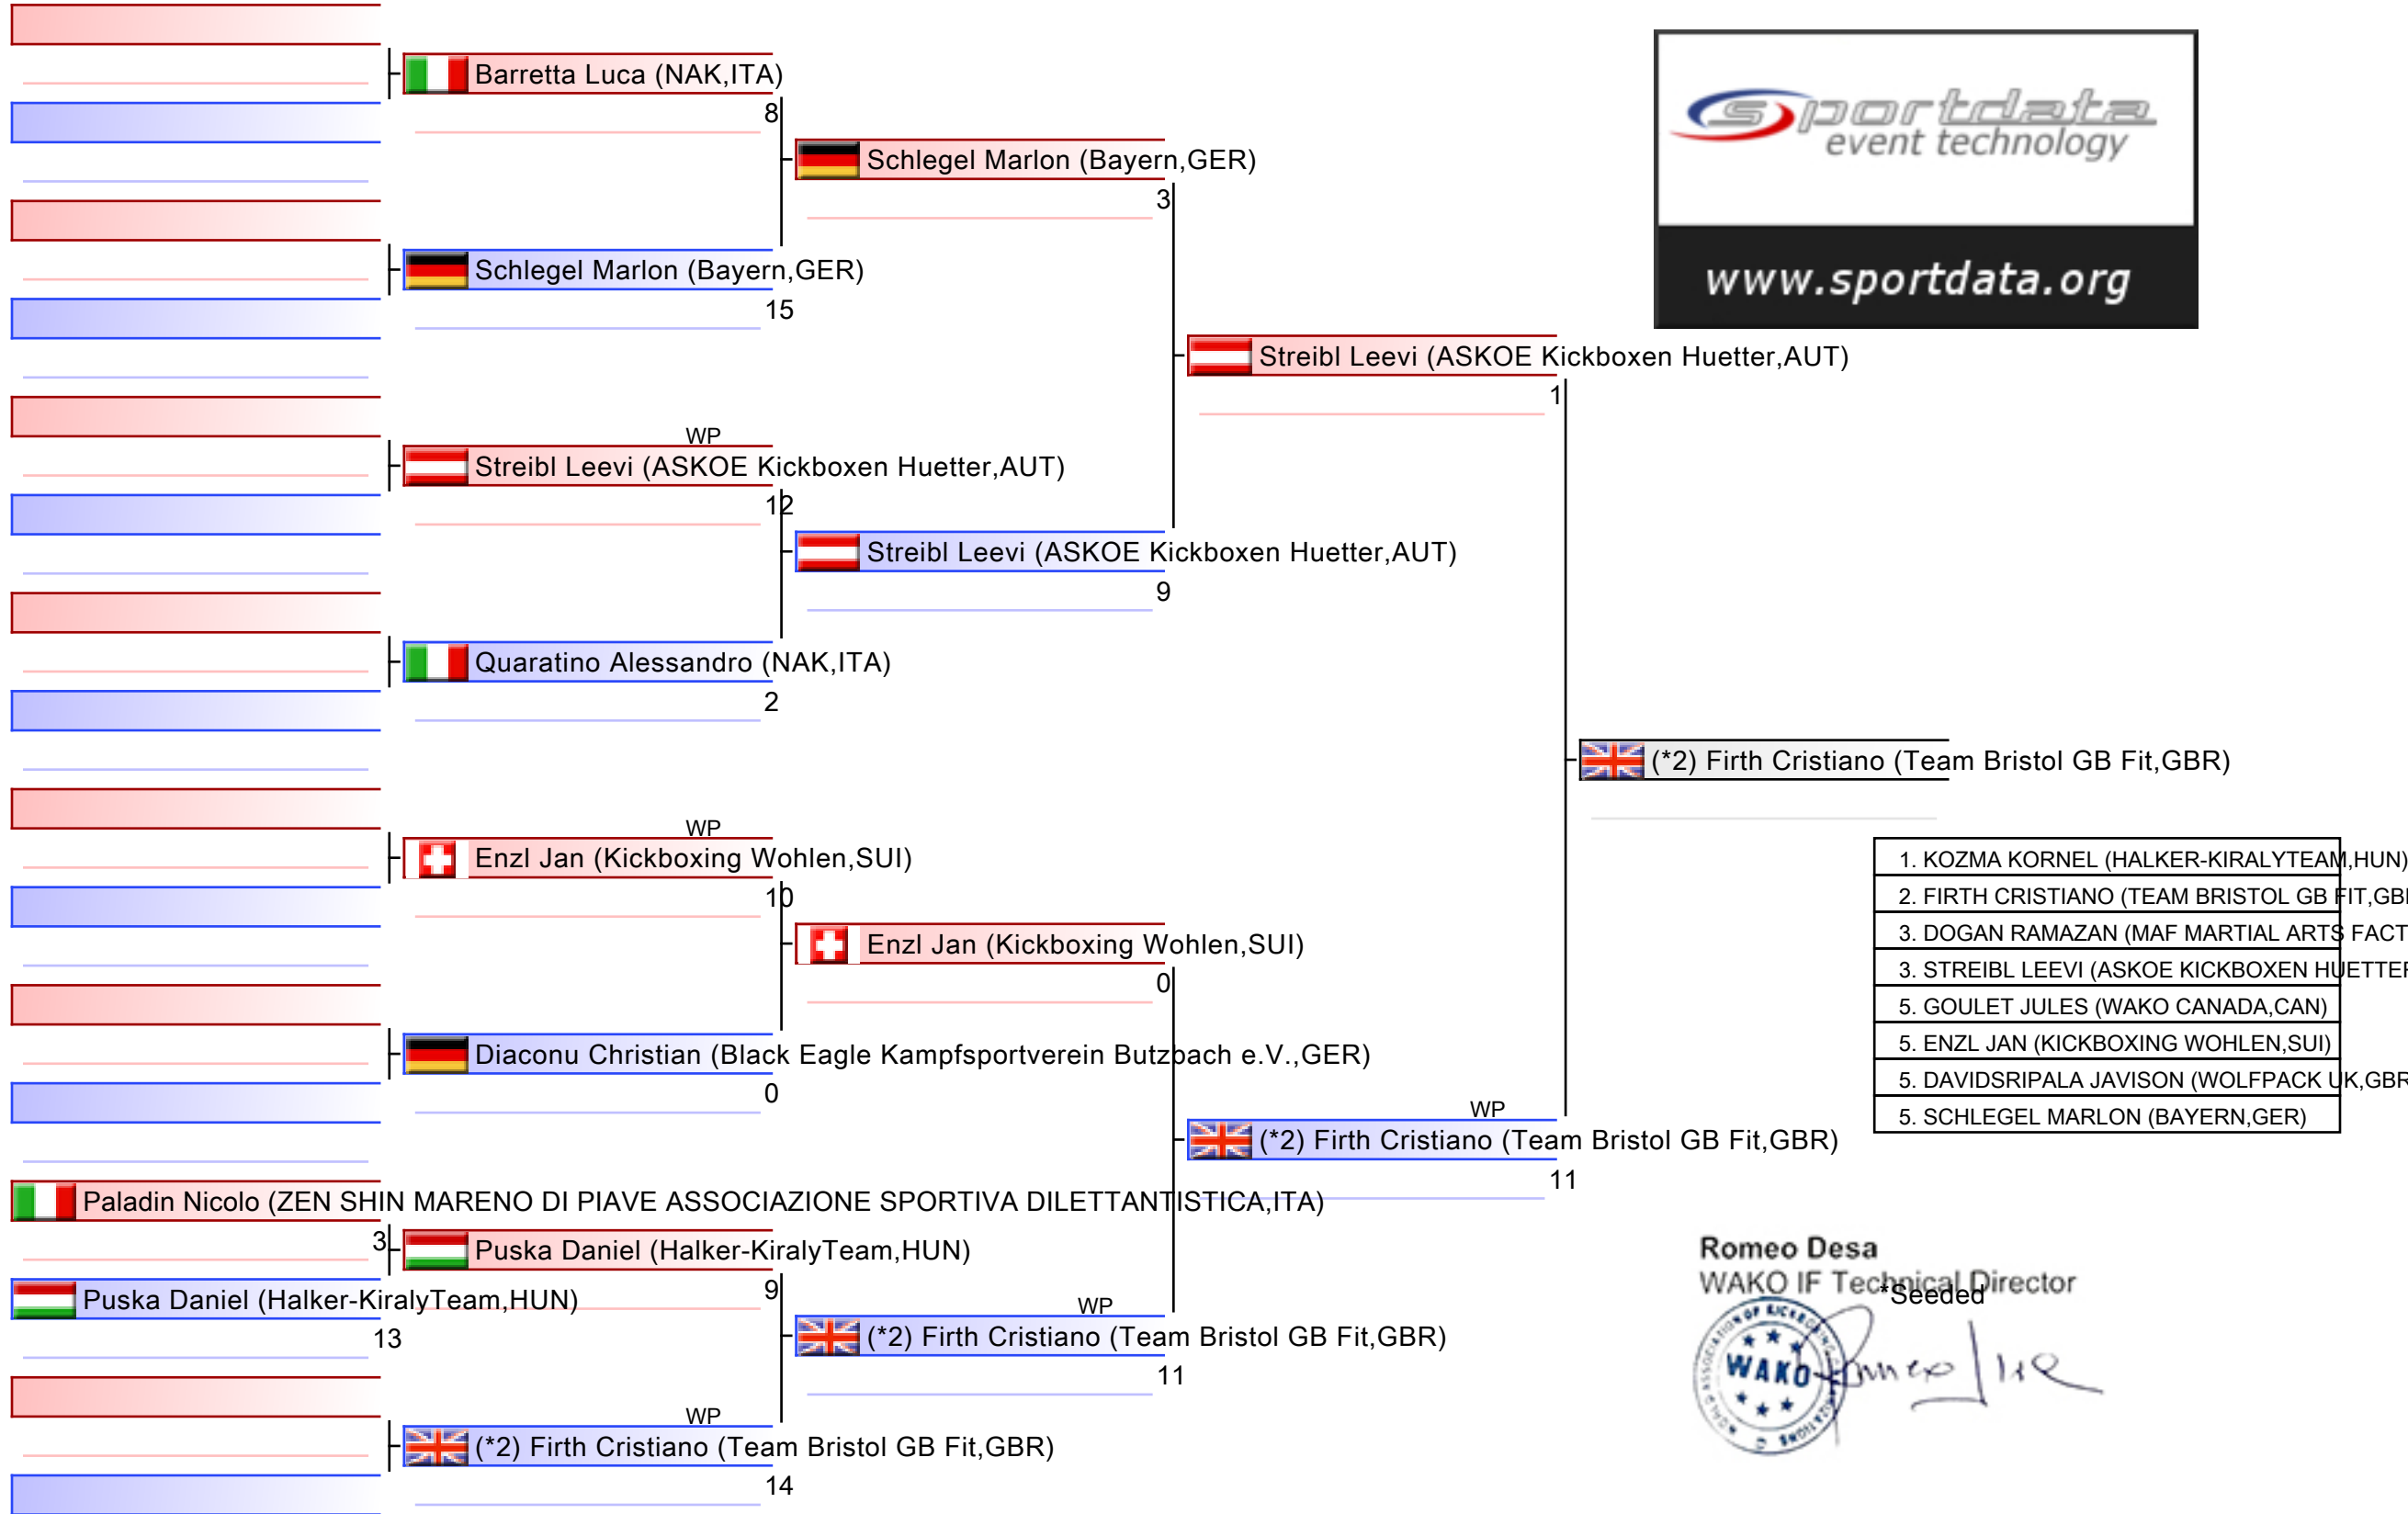 Barretta Luca (NAK,ITA)
8
Schlegel Marlon (Bayern,GER)
3
Schlegel Marlon (Bayern,GER)
15
Streibl Leevi (ASKOE Kickboxen Huetter,AUT)
1
WP
Streibl Leevi (ASKOE Kickboxen Huetter,AUT)
12
Streibl Leevi (ASKOE Kickboxen Huetter,AUT)
9
Quaratino Alessandro (NAK,ITA)
2
(*2) Firth Cristiano (Team Bristol GB Fit,GBR)
WP
Enzl Jan (Kickboxing Wohlen,SUI)
10
Enzl Jan (Kickboxing Wohlen,SUI)
0
Diaconu Christian (Black Eagle Kampfsportverein Butzbach e.V.,GER)
0
WP
(*2) Firth Cristiano (Team Bristol GB Fit,GBR)
11
Paladin Nicolo (ZEN SHIN MARENO DI PIAVE ASSOCIAZIONE SPORTIVA DILETTANTISTICA,ITA)
3
Puska Daniel (Halker-KiralyTeam,HUN)
9
Puska Daniel (Halker-KiralyTeam,HUN)
13
WP
(*2) Firth Cristiano (Team Bristol GB Fit,GBR)
11
WP
(*2) Firth Cristiano (Team Bristol GB Fit,GBR)
14
sportdata
event technology
www.sportdata.org
1. KOZMA KORNEL (HALKER-KIRALYTEAM,HUN)
2. FIRTH CRISTIANO (TEAM BRISTOL GB FIT,GB
3. DOGAN RAMAZAN (MAF MARTIAL ARTS FACT
3. STREIBL LEEVI (ASKOE KICKBOXEN HUETTER
5. GOULET JULES (WAKO CANADA,CAN)
5. ENZL JAN (KICKBOXING WOHLEN,SUI)
5. DAVIDSRIPALA JAVISON (WOLFPACK UK,GBR
5. SCHLEGEL MARLON (BAYERN,GER)
Romeo Desa
WAKO IF Technical Director
*Seeded
WAKO